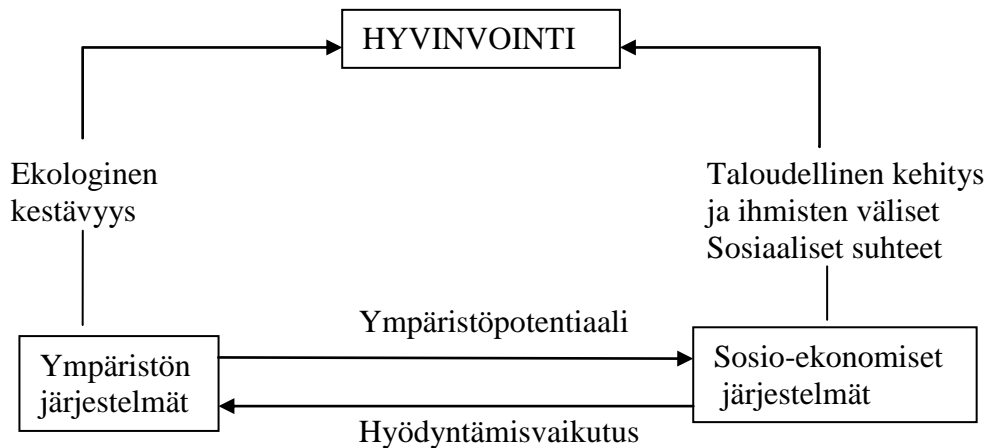 HYVINVOINTI
Ekologinen
kestävyys
Taloudellinen kehitys
ja ihmisten väliset
Sosiaaliset suhteet
Ympäristöpotentiaali
Ympäristön
järjestelmät
Sosio-ekonomiset
järjestelmät
Hyödyntämisvaikutus